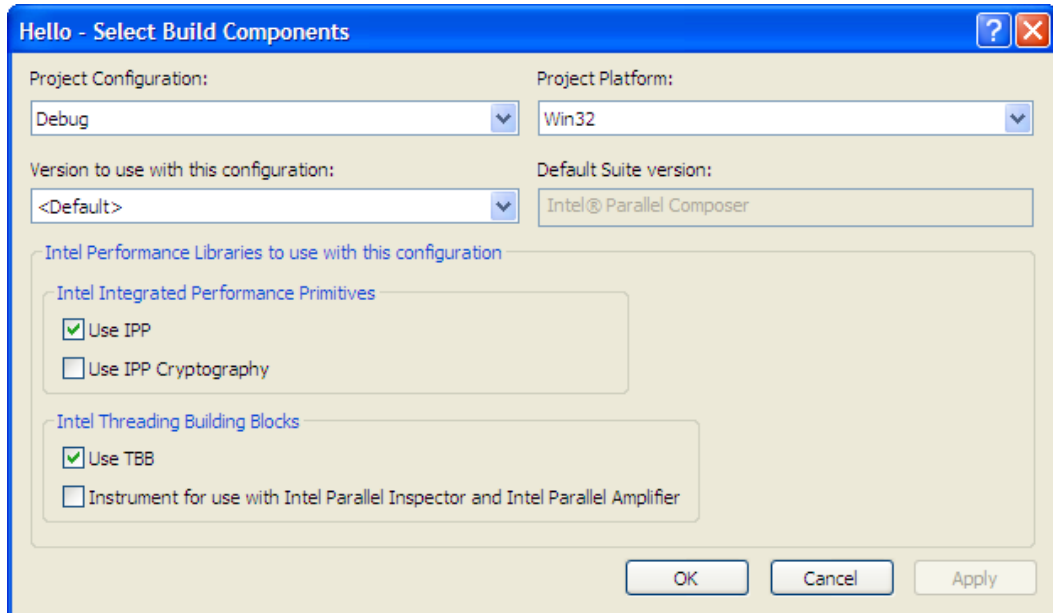 Hello - Select Build Components
Project Configuration: Project Platform:
Debug Win32
Version to use with this configuration: Default Suite version:
<Default> Intel® Parallel Composer
Intel Performance Libraries to use with this configuration
Intel Integrated Performance Primitives
Use IPP
Use IPP Cryptography
Intel Threading Building Blocks
Use TBB
Instrument for use with Intel Parallel Inspector and Intel Parallel Amplifier
OK Cancel Apply